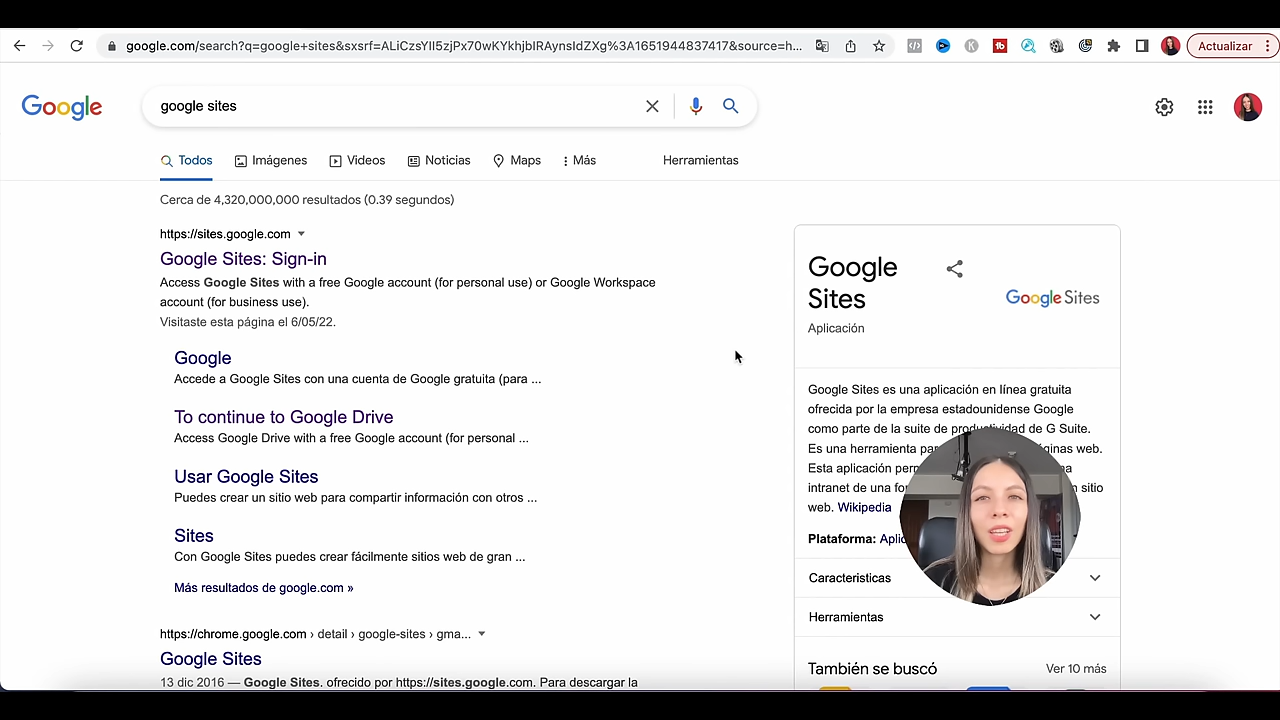 google.com/search?q=google+sites&sxsrf=ALiCzsYIl5zjPx70wKYkhjbIRAynsIdZXg%3A1651944837417&source=h...
Actualizar
Google
google sites
Todos
Imágenes
Videos
Noticias
Maps
Más
Herramientas
Cerca de 4,320,000,000 resultados (0.39 segundos)
https://sites.google.com
Google Sites: Sign-in
Access Google Sites with a free Google account (for personal use) or Google Workspace
account (for business use).
Visitaste esta página el 6/05/22.
Google
Accede a Google Sites con una cuenta de Google gratuita (para ...
To continue to Google Drive
Access Google Drive with a free Google account (for personal ...
Usar Google Sites
Puedes crear un sitio web para compartir información con otros ...
Sites
Con Google Sites puedes crear fácilmente sitios web de gran ...
Más resultados de google.com »
https://chrome.google.com › detail › google-sites › gma...
Google Sites
13 dic 2016 — Google Sites. ofrecido por https://sites.google.com. Para descargar la
Google
Sites
Google Sites
Aplicación
Google Sites es una aplicación en línea gratuita
ofrecida por la empresa estadounidense Google
como parte de la suite de productividad de G Suite.
Es una herramienta web.
Esta aplicación
intranet de una sitio
web. Wikipedia
Plataforma:
Caracteristicas
Herramientas
También se buscó
Ver 10 más